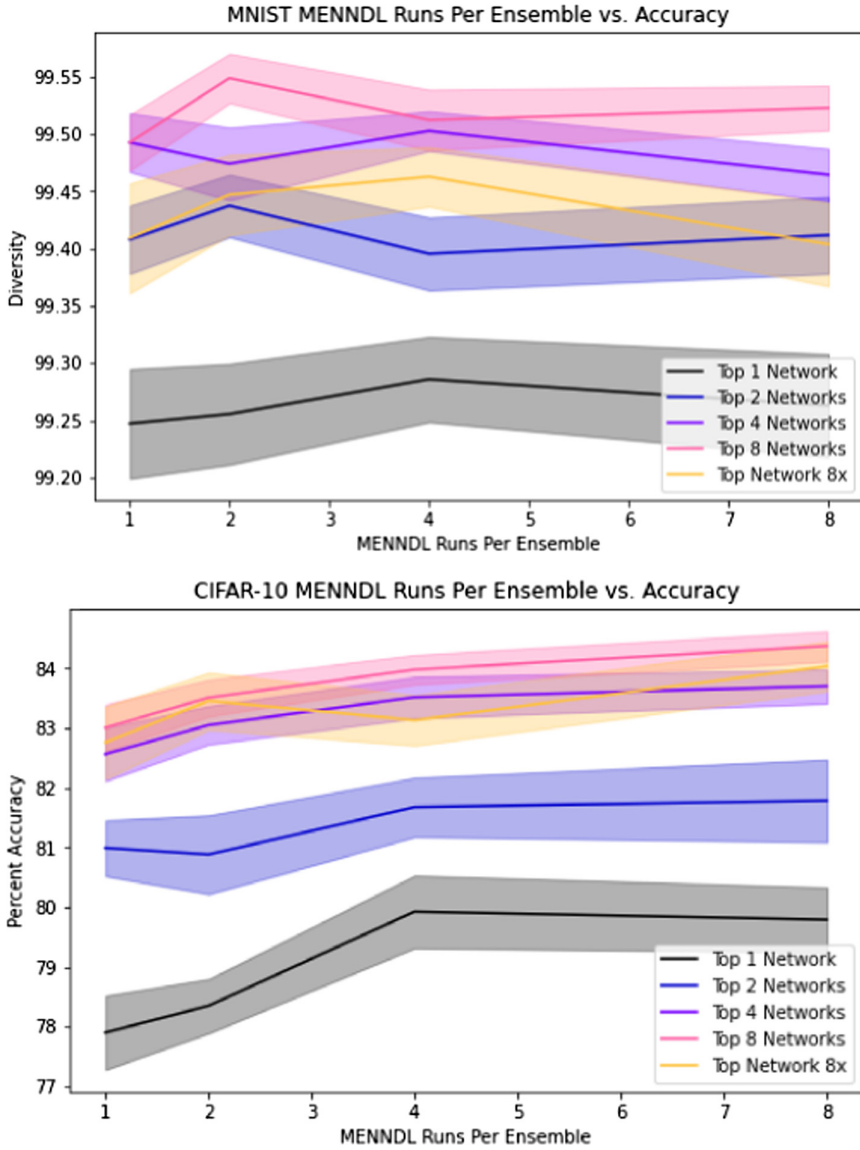 MNIST MENNDL Runs Per Ensemble vs. Accuracy
99.55
99.50
99.45
99.40
99.35
99.30
99.25
99.20
Diversity
Top 1 Network
Top 2 Networks
Top 4 Networks
Top 8 Networks
Top Network 8x
1 2 3 4 5 6 7 8
MENNDL Runs Per Ensemble
CIFAR-10 MENNDL Runs Per Ensemble vs. Accuracy
84
83
82
81
80
79
78
77
Percent Accuracy
Top 1 Network
Top 2 Networks
Top 4 Networks
Top 8 Networks
Top Network 8x
1 2 3 4 5 6 7 8
MENNDL Runs Per Ensemble